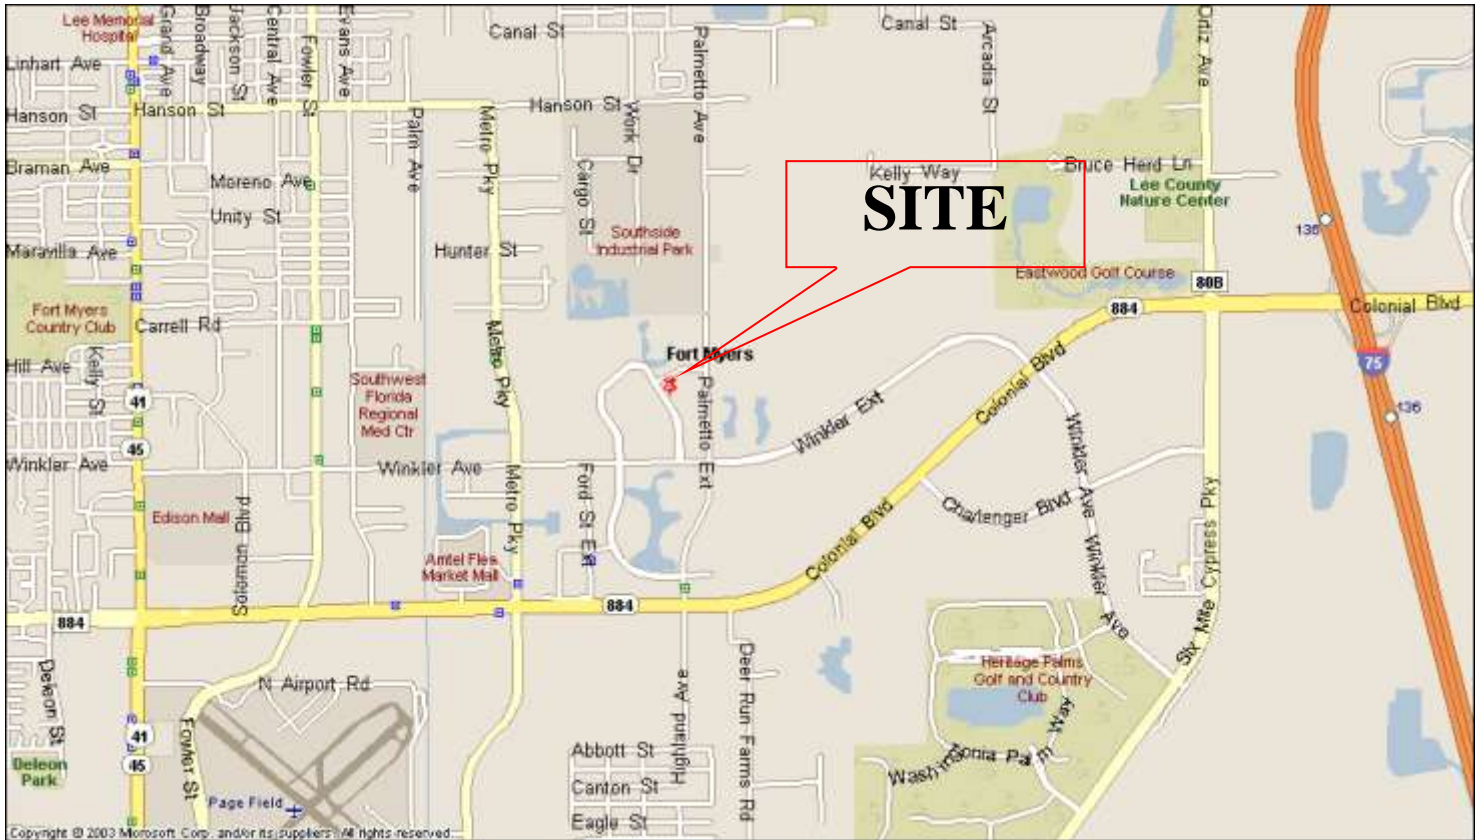 Lee Memorial
Hospital
Grand Ave
Broadway
Jackson St
Central Ave
Fowler St
Evans Ave
Canal St
Palmetto Ave
Canal St
Arcadia St
Ortiz Ave
Linhart Ave
Hanson St
Hanson St
Hanson St
Work Dr
Metro Pky
Palm Ave
Cargo St
Braman Ave
Moreno Ave
Unity St
Kelly Way
Bruce Herd Ln
Lee County
Nature Center
SITE
Maravilla Ave
Hunter St
Southside
Industrial Park
Eastwood Golf Course
80B
884
Colonial Blvd
136
75
136
Fort Myers
Country Club
Carrell Rd
Metro Pky
Fort Myers
Hill Ave
Kelly St
41
45
Southwest
Florida
Regional
Med Ctr
Palmetto Ext
Winkler Ext
Colonial Blvd
Winkler Ave
Winkler Ave
Winkler Ave
Metro Pky
Ford St Ext
Challenger Blvd
Winkler Ave
Six Mile Cypress Pky
Edison Mall
Solomon Blvd
Amtel Flea
Market Mall
Colonial Blvd
884
884
Deleon St
N Airport Rd
Fowler St
Highland Ave
Deer Run Farms Rd
Heritage Palms
Golf and Country
Club
Washingtonia Palm Way
41
45
Deleon
Park
Page Field
Abbott St
Canton St
Eagle St
Copyright © 2003 Microsoft Corp. and/or its suppliers. All rights reserved.